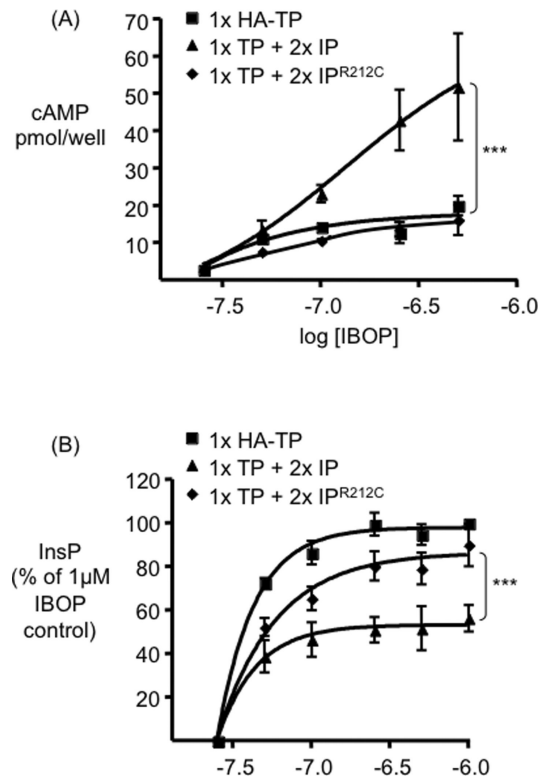 (A)
1x HA-TP
1x TP + 2x IP
1x TP + 2x IP^R212C
cAMP
pmol/well
70
60
50
40
30
20
10
***
-7.5 -7.0 -6.5 -6.0
log [IBOP]
(B)
1x HA-TP
1x TP + 2x IP
1x TP + 2x IP^R212C
InsP
(% of 1µM
IBOP
control)
120
100
80
60
40
20
***
-7.5 -7.0 -6.5 -6.0